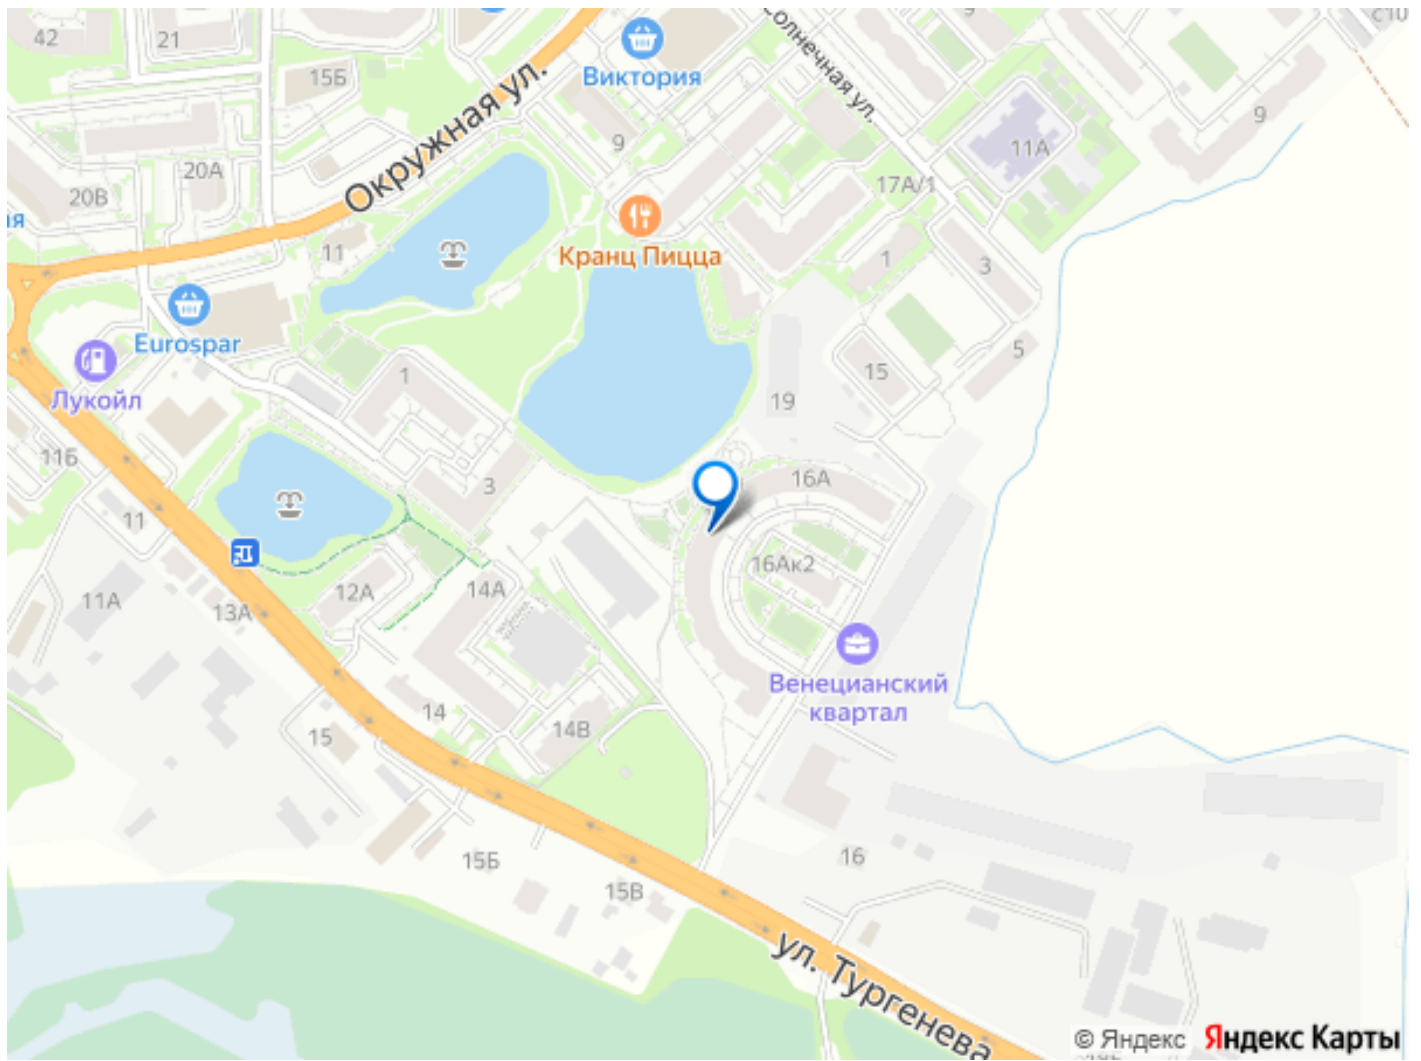 42
21
15Б
Окружная ул.
Виктория
Солнечная ул.
9
9
11А
9
20В
20А
17А/1
11
Кранц Пицца
1
3
Eurospar
Лукойл
1
15
5
19
11Б
3
16А
11
11А
13А
12А
14А
16Ак2
Венецианский
квартал
14
15
14В
15Б
15В
16
ул. Тургенева
© Яндекс
Яндекс Карты